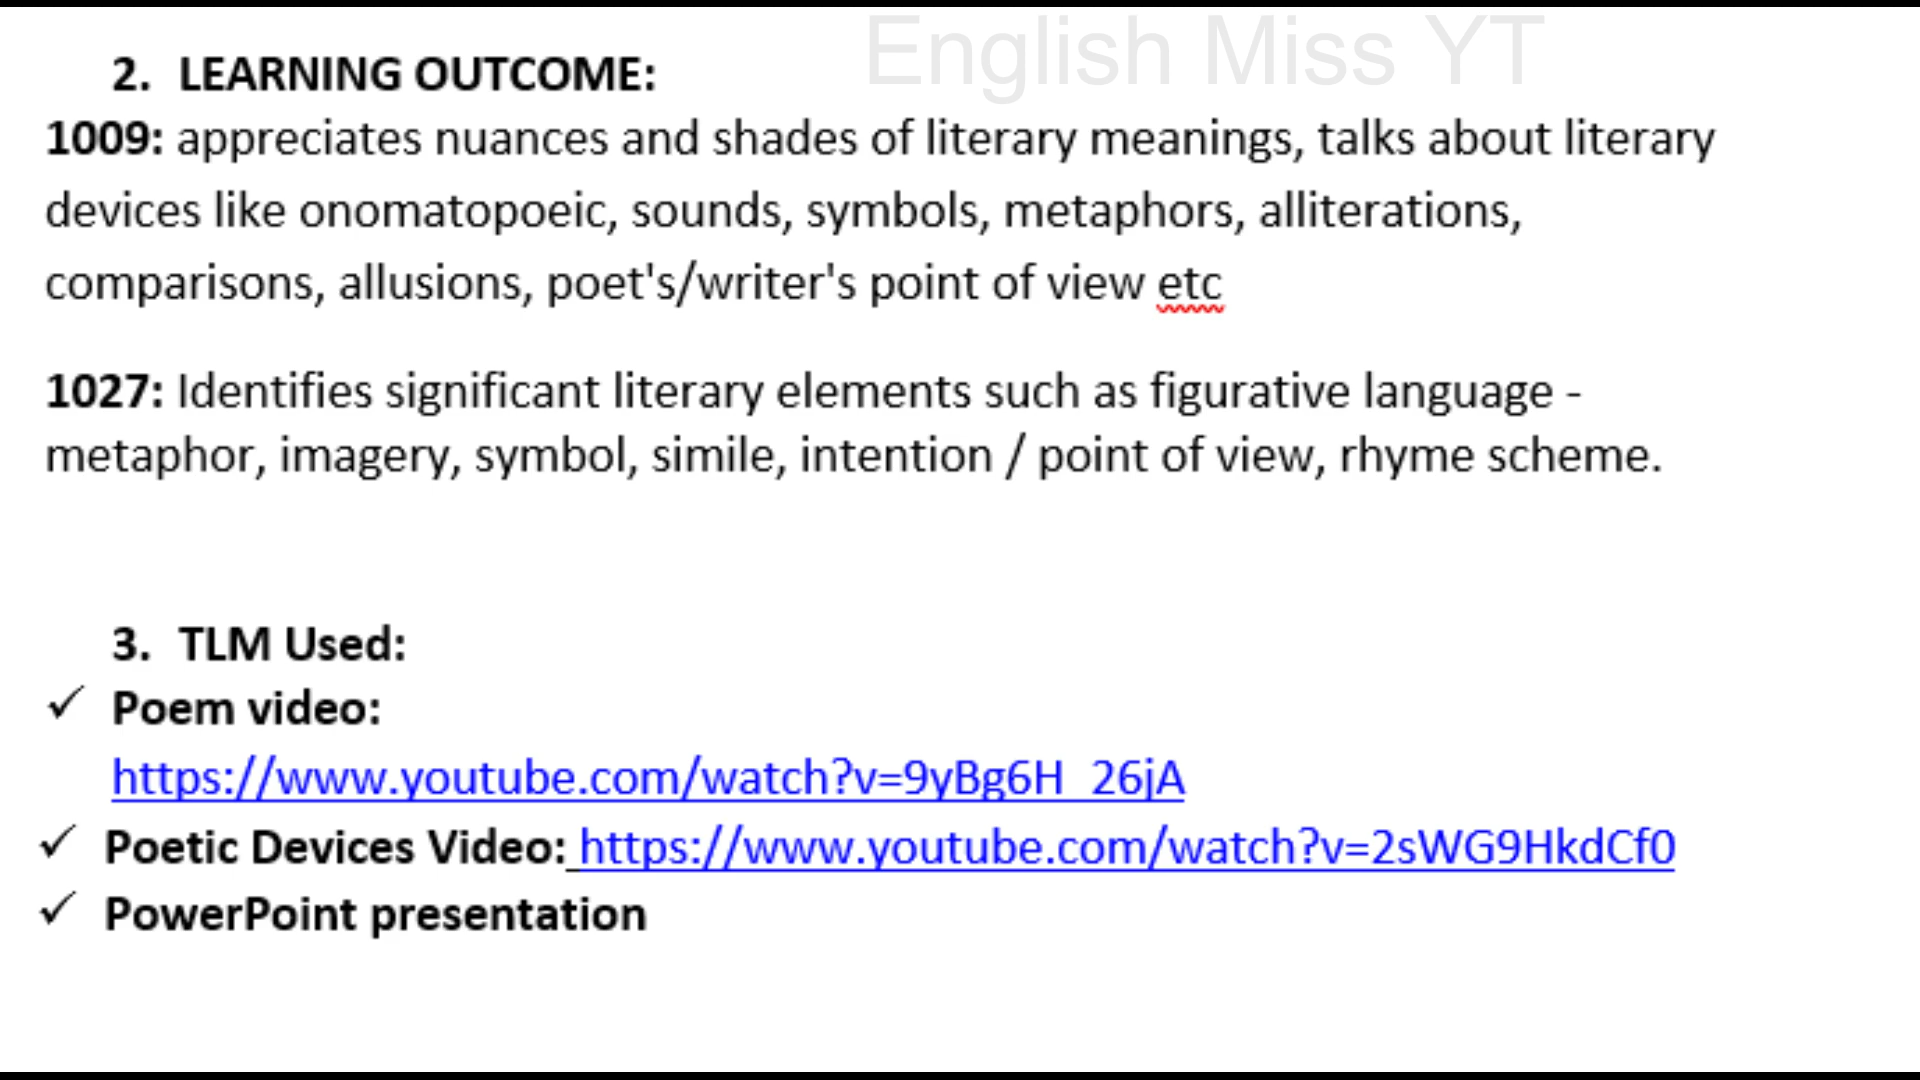 English Miss YT
2. LEARNING OUTCOME:
1009: appreciates nuances and shades of literary meanings, talks about literary
devices like onomatopoeic, sounds, symbols, metaphors, alliterations,
comparisons, allusions, poet's/writer's point of view etc
1027: Identifies significant literary elements such as figurative language -
metaphor, imagery, symbol, simile, intention / point of view, rhyme scheme.
3. TLM Used:
✓ Poem video:
https://www.youtube.com/watch?v=9yBg6H_26jA
✓ Poetic Devices Video: https://www.youtube.com/watch?v=2sWG9HkdCf0
✓ PowerPoint presentation